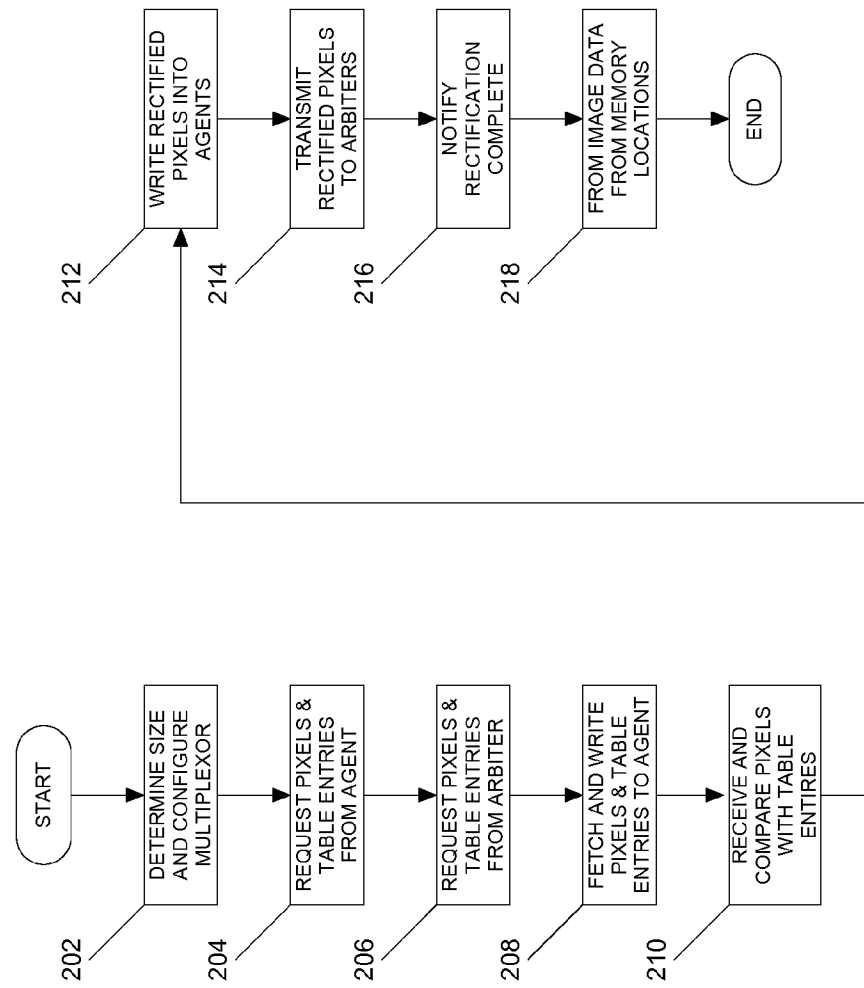 START
202
DETERMINE SIZE
AND CONFIGURE
MULTIPLEXOR
204
REQUEST PIXELS &
TABLE ENTRIES
FROM AGENT
206
REQUEST PIXELS &
TABLE ENTRIES
FROM ARBITER
208
FETCH AND WRITE
PIXELS & TABLE
ENTRIES TO AGENT
210
RECEIVE AND
COMPARE PIXELS
WITH TABLE
ENTIRES
212
WRITE RECTIFIED
PIXELS INTO
AGENTS
214
TRANSMIT
RECTIFIED PIXELS
TO ARBITERS
216
NOTIFY
RECTIFICATION
COMPLETE
218
FROM IMAGE DATA
FROM MEMORY
LOCATIONS
END